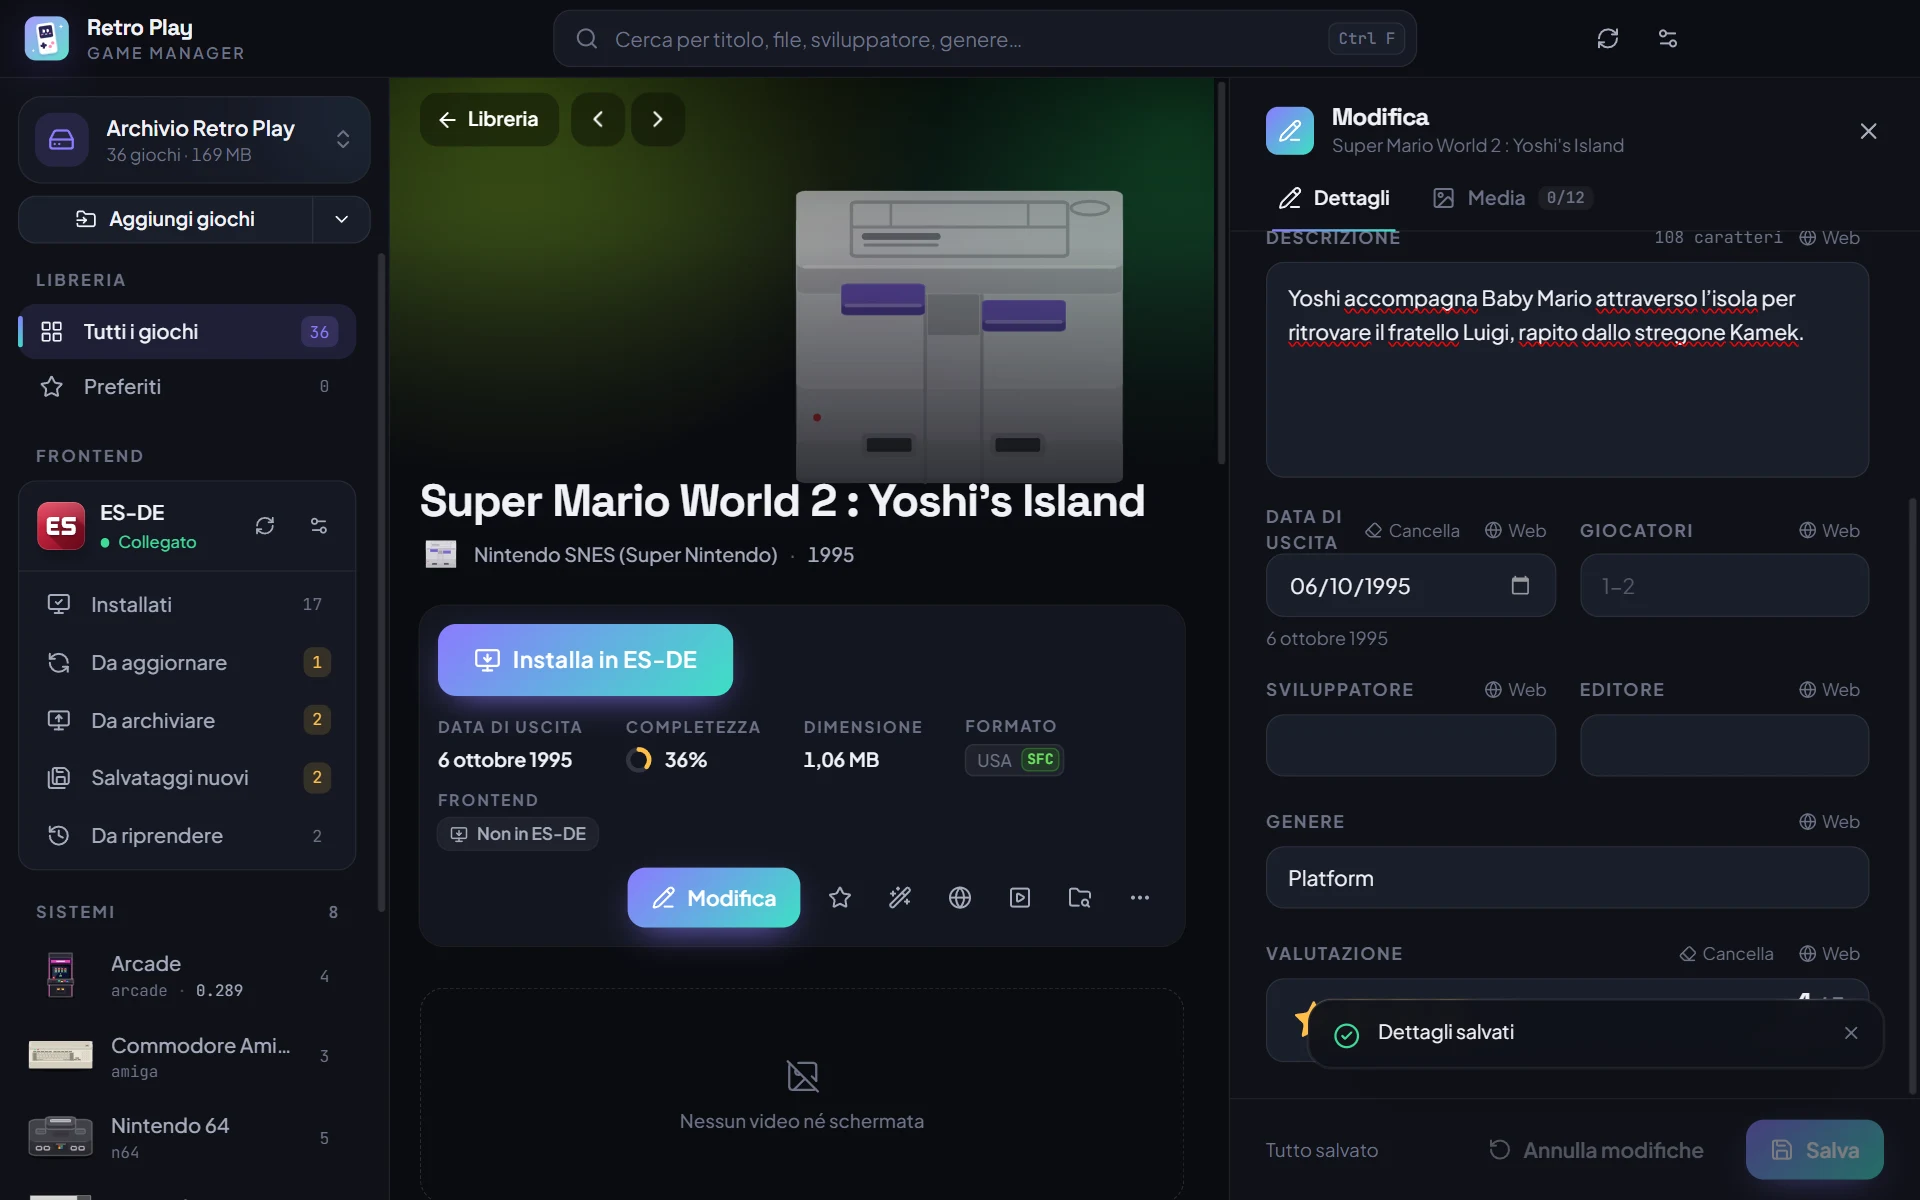 Retro Play
GAME MANAGER
Cerca per titolo, file, sviluppatore, genere…
Ctrl F
Archivio Retro Play
36 giochi · 169 MB
Aggiungi giochi
LIBRERIA
Tutti i giochi
36
Preferiti
0
FRONTEND
ES
ES-DE
Collegato
Installati
17
Da aggiornare
1
Da archiviare
2
Salvataggi nuovi
2
Da riprendere
2
SISTEMI
8
Arcade
4
arcade · 0.289
Commodore Ami…
3
amiga
Nintendo 64
5
n64
Libreria
Super Mario World 2 : Yoshi’s Island
Nintendo SNES (Super Nintendo) · 1995
Installa in ES-DE
DATA DI USCITA
6 ottobre 1995
COMPLETEZZA
36%
DIMENSIONE
1,06 MB
FORMATO
USA SFC
FRONTEND
Non in ES-DE
Modifica
Nessun video né schermata
Modifica
Super Mario World 2 : Yoshi’s Island
Dettagli
Media 0/12
DESCRIZIONE
108 caratteri
Web
Yoshi accompagna Baby Mario attraverso l’isola per
ritrovare il fratello Luigi, rapito dallo stregone Kamek.
DATA DI
USCITA
Cancella
Web
06/10/1995
6 ottobre 1995
GIOCATORI
Web
1–2
SVILUPPATORE
Web
EDITORE
Web
GENERE
Web
Platform
VALUTAZIONE
Cancella
Web
Dettagli salvati
Tutto salvato
Annulla modifiche
Salva